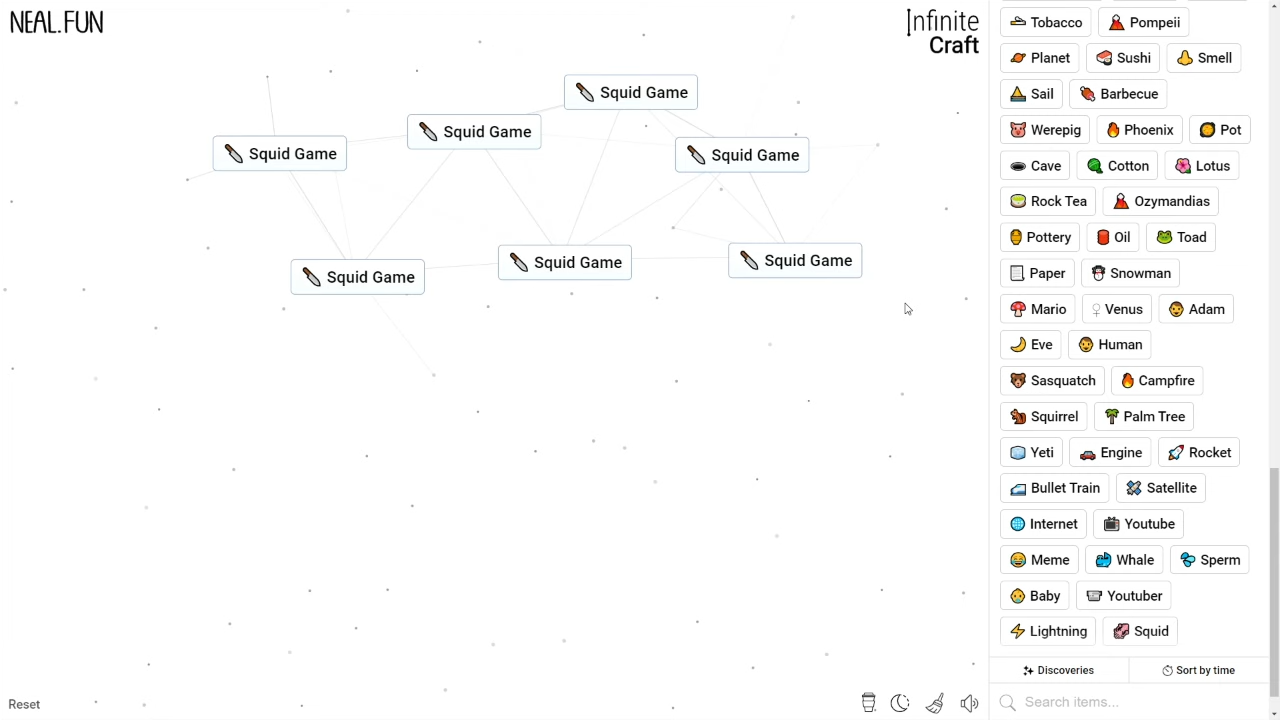 NEAL.FUN
Infinite
Craft
Squid Game
Squid Game
Squid Game
Squid Game
Squid Game
Squid Game
Squid Game
Tobacco Pompeii
Planet Sushi Smell
Sail Barbecue
Werepig Phoenix Pot
Cave Cotton Lotus
Rock Tea Ozymandias
Pottery Oil Toad
Paper Snowman
Mario Venus Adam
Eve Human
Sasquatch Campfire
Squirrel Palm Tree
Yeti Engine Rocket
Bullet Train Satellite
Internet Youtube
Meme Whale Sperm
Baby Youtuber
Lightning Squid
Discoveries Sort by time
Search items...
Reset